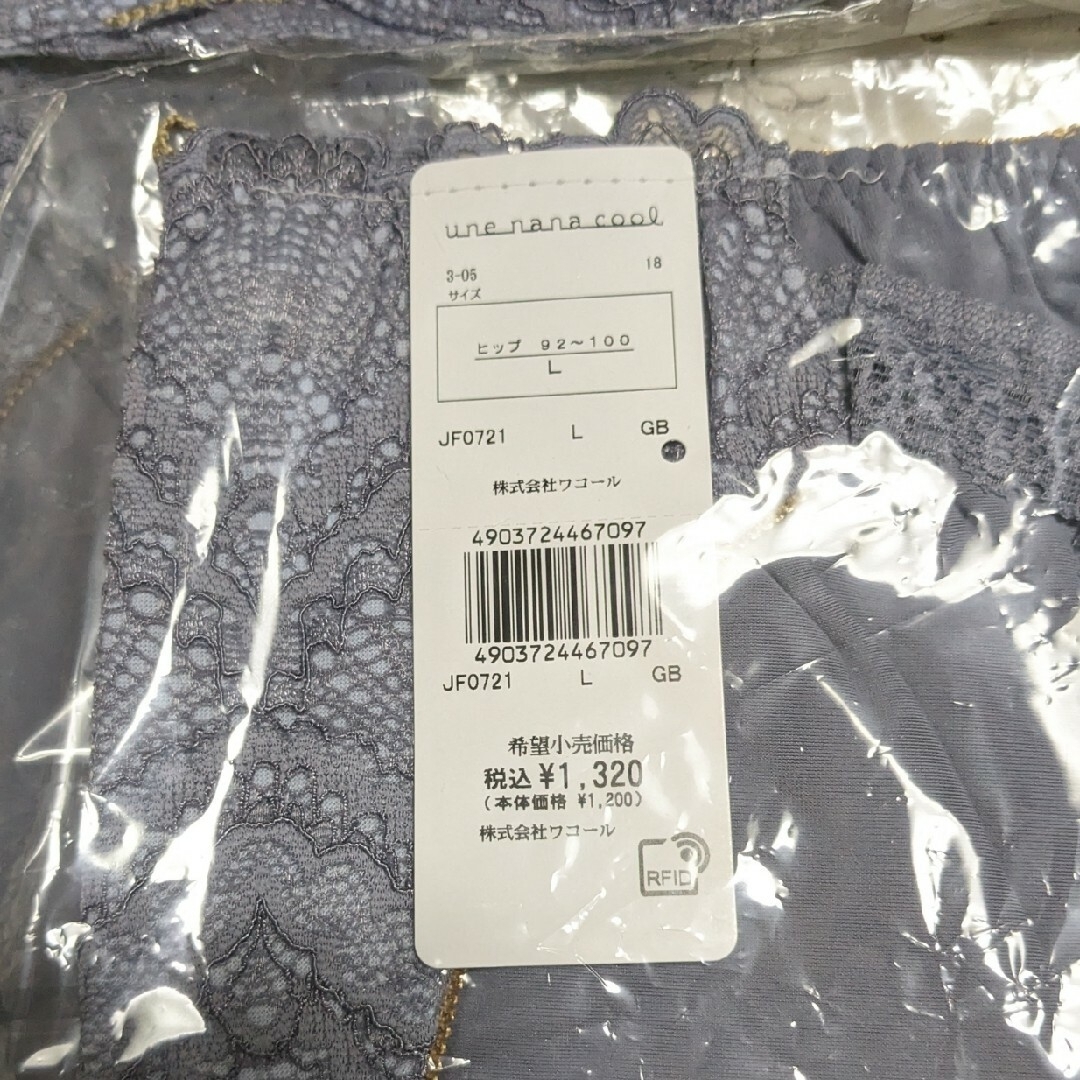 une nana cool
3-05 18
サイズ
ヒップ 92～100
L
JF0721 L GB
株式会社ワコール
4903724467097
4903724467097
JF0721 L GB
希望小売価格
税込¥1,320
(本体価格 ¥1,200)
株式会社ワコール
RFID